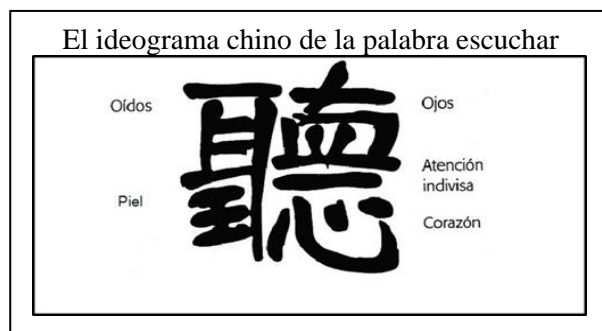 El ideograma chino de la palabra escuchar
Oídos
聽
Ojos
Atención
indivisa
Piel
Corazón